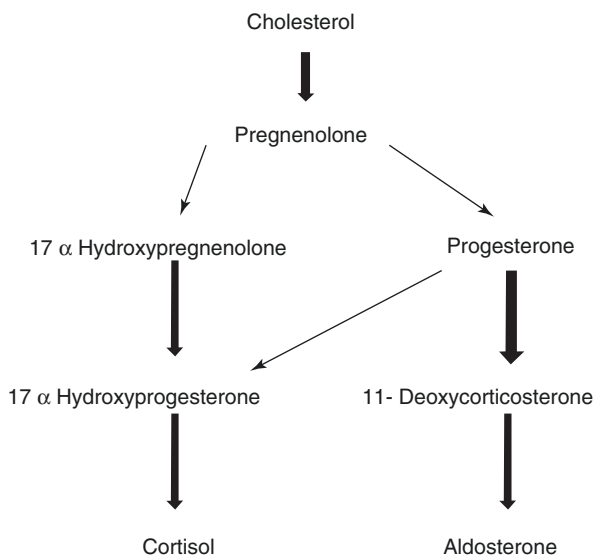 Cholesterol
Pregnenolone
17 α Hydroxypregnenolone
Progesterone
17 α Hydroxyprogesterone
11- Deoxycorticosterone
Cortisol
Aldosterone